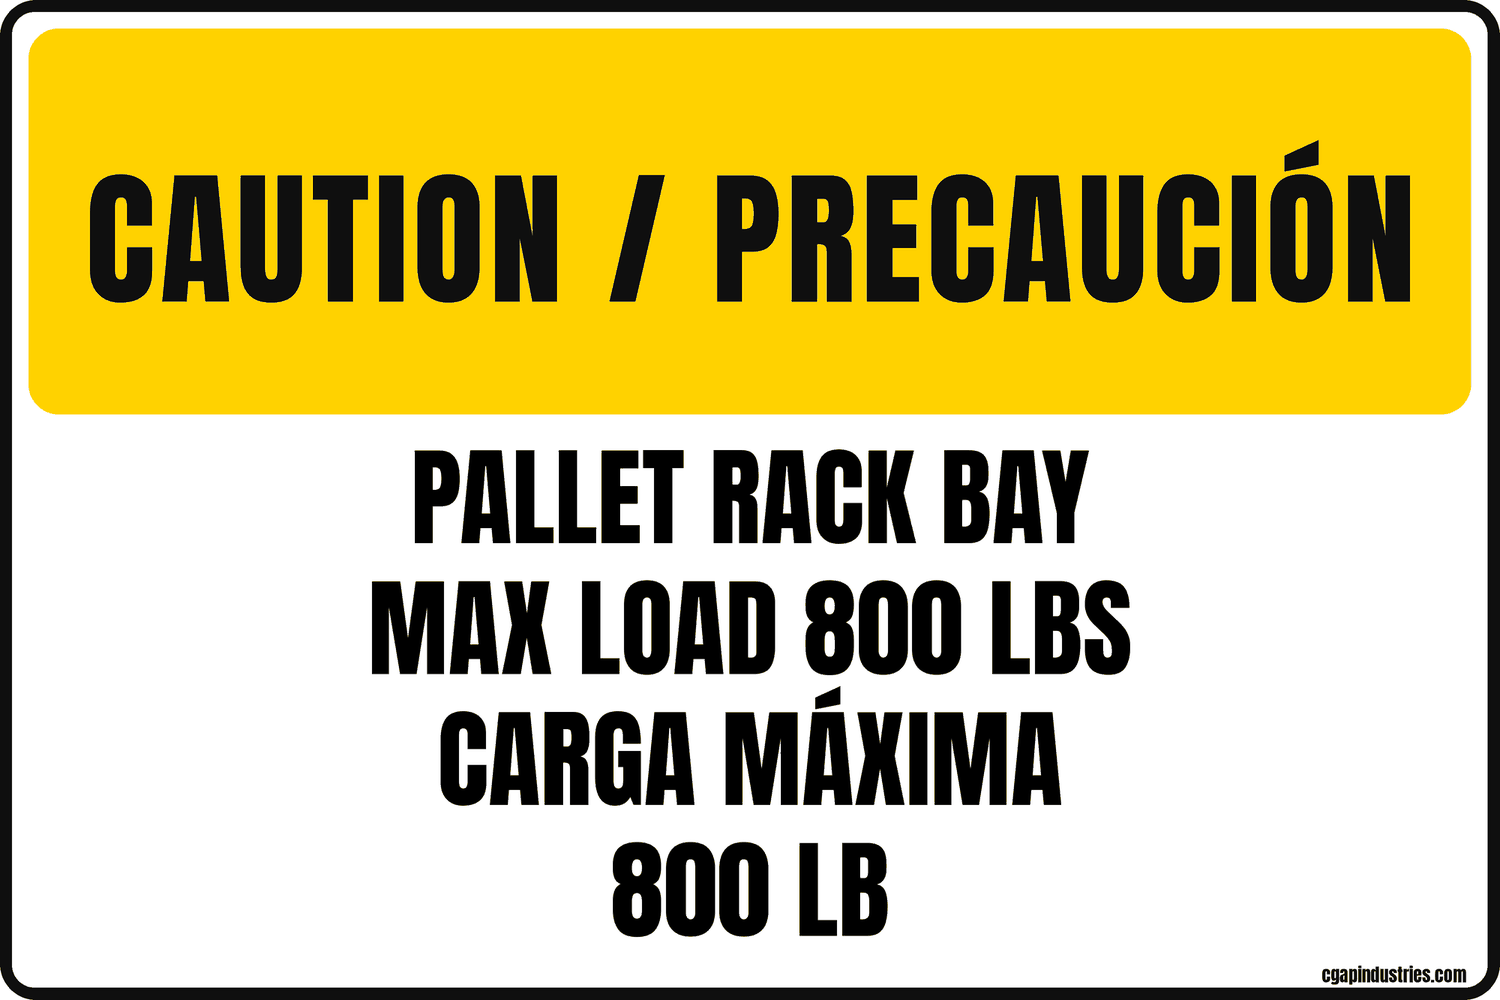 CAUTION / PRECAUCIÓN
PALLET RACK BAY
MAX LOAD 800 LBS
CARGA MÁXIMA
800 LB
cgapindustries.com